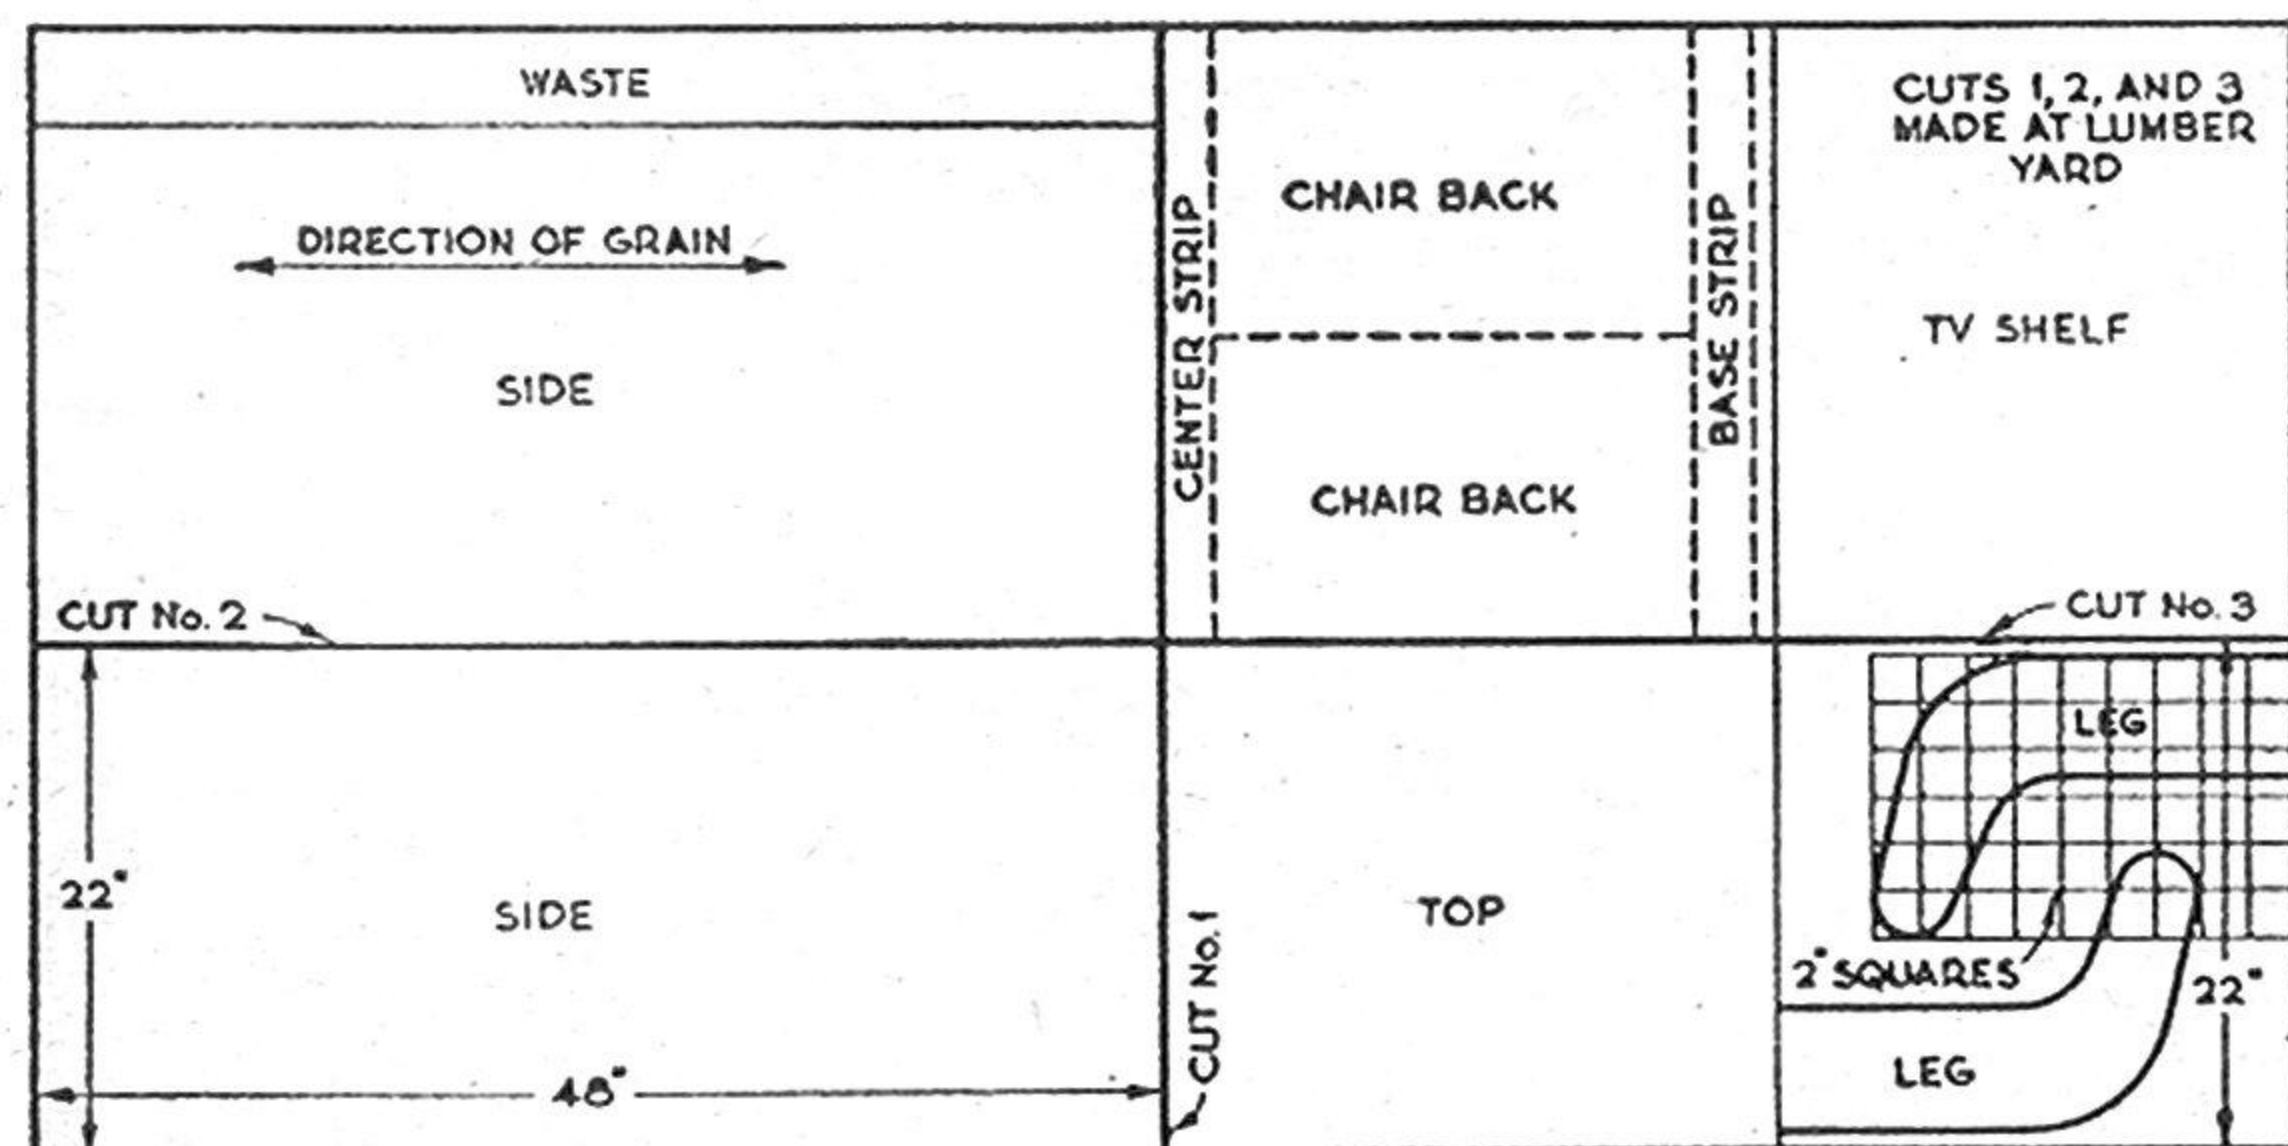 WASTE
DIRECTION OF GRAIN
SIDE
CUT No. 2
CENTER STRIP
CHAIR BACK
CHAIR BACK
BASE STRIP
CUTS 1, 2, AND 3
MADE AT LUMBER
YARD
TV SHELF
CUT No. 3
22"
SIDE
48"
CUT No. 1
TOP
LEG
2" SQUARES
22"
LEG